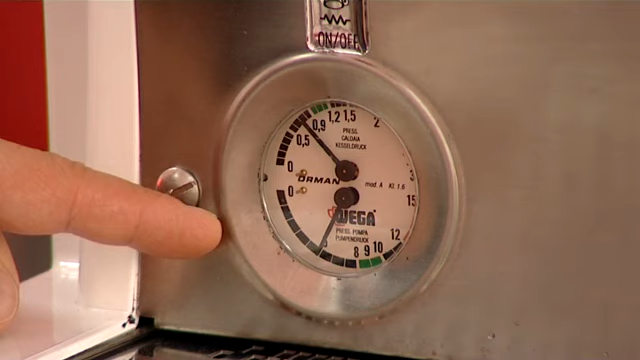 ON/OFF
0 0,5 0,9 1,2 1,5 2 3
PRESS.
CALDAIA
KESSELDRUCK
ORMAN mod. A Kl. 1.6
0 8 9 10 12 15
WEGA
PRESS. POMPA
PUMPENDRUCK